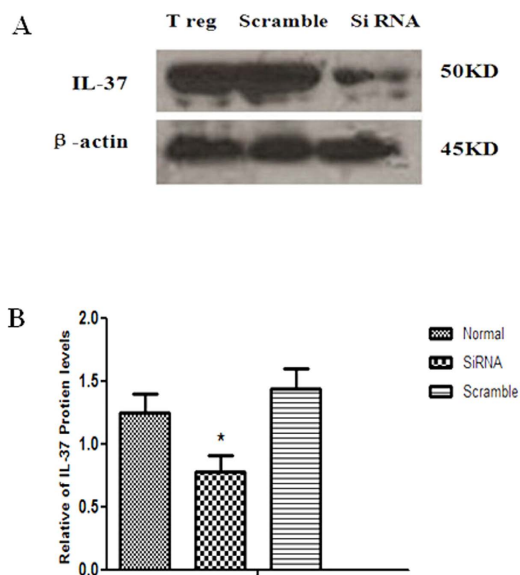 A
T reg Scramble Si RNA
IL-37
50KD
β-actin
45KD
B
Relative of IL-37 Protien levels
2.0
1.5
1.0
0.5
0.0
*
Normal
SiRNA
Scramble